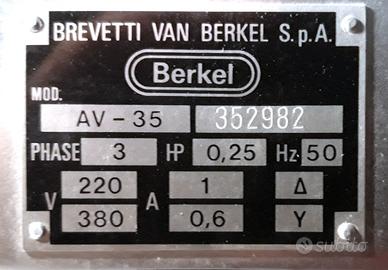 BREVETTI VAN BERKEL S.p.A.
Berkel
MOD.
AV-35 352982
PHASE 3 HP 0,25 Hz 50
V 220 A 1 Δ
380 0,6 Y
subito